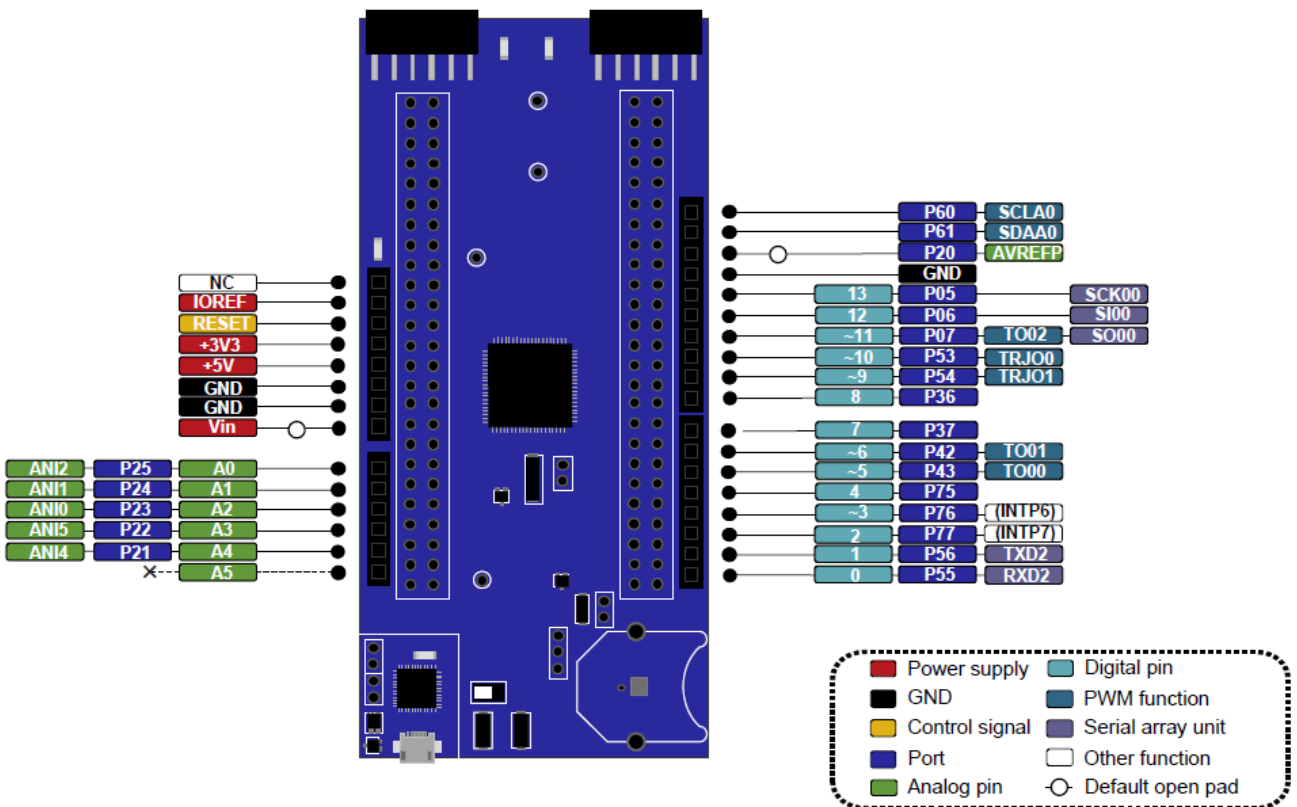 NC
IOREF
RESET
+3V3
+5V
GND
GND
Vin
ANI2 P25 A0
ANI1 P24 A1
ANI0 P23 A2
ANI5 P22 A3
ANI4 P21 A4
A5
P60 SCLA0
P61 SDAA0
P20 AVREFP
GND
13 P05 SCK00
12 P06 SI00
~11 P07 TO02 SO00
~10 P53 TRJO0
~9 P54 TRJO1
8 P36
7 P37
~6 P42 TO01
~5 P43 TO00
4 P75
~3 P76 (INTP6)
2 P77 (INTP7)
1 P56 TXD2
0 P55 RXD2
Power supply Digital pin
GND PWM function
Control signal Serial array unit
Port Other function
Analog pin Default open pad